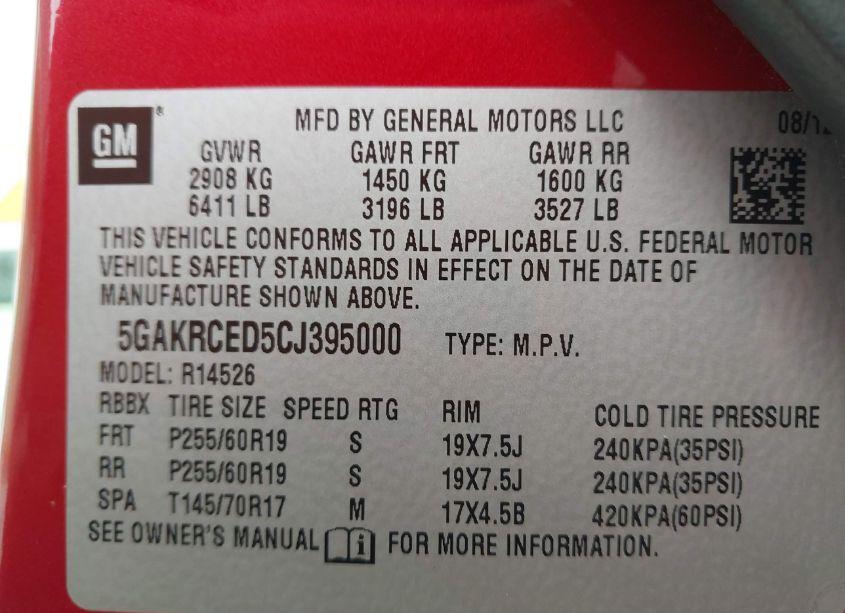 GM® MFD BY GENERAL MOTORS LLC 08/12
GVWR GAWR FRT GAWR RR
2908 KG 1450 KG 1600 KG
6411 LB 3196 LB 3527 LB
THIS VEHICLE CONFORMS TO ALL APPLICABLE U.S. FEDERAL MOTOR
VEHICLE SAFETY STANDARDS IN EFFECT ON THE DATE OF
MANUFACTURE SHOWN ABOVE.
5GAKRCED5CJ395000 TYPE: M.P.V.
MODEL: R14526
RBBX TIRE SIZE SPEED RTG RIM COLD TIRE PRESSURE
FRT P255/60R19 S 19X7.5J 240KPA(35PSI)
RR P255/60R19 S 19X7.5J 240KPA(35PSI)
SPA T145/70R17 M 17X4.5B 420KPA(60PSI)
SEE OWNER'S MANUAL i FOR MORE INFORMATION.